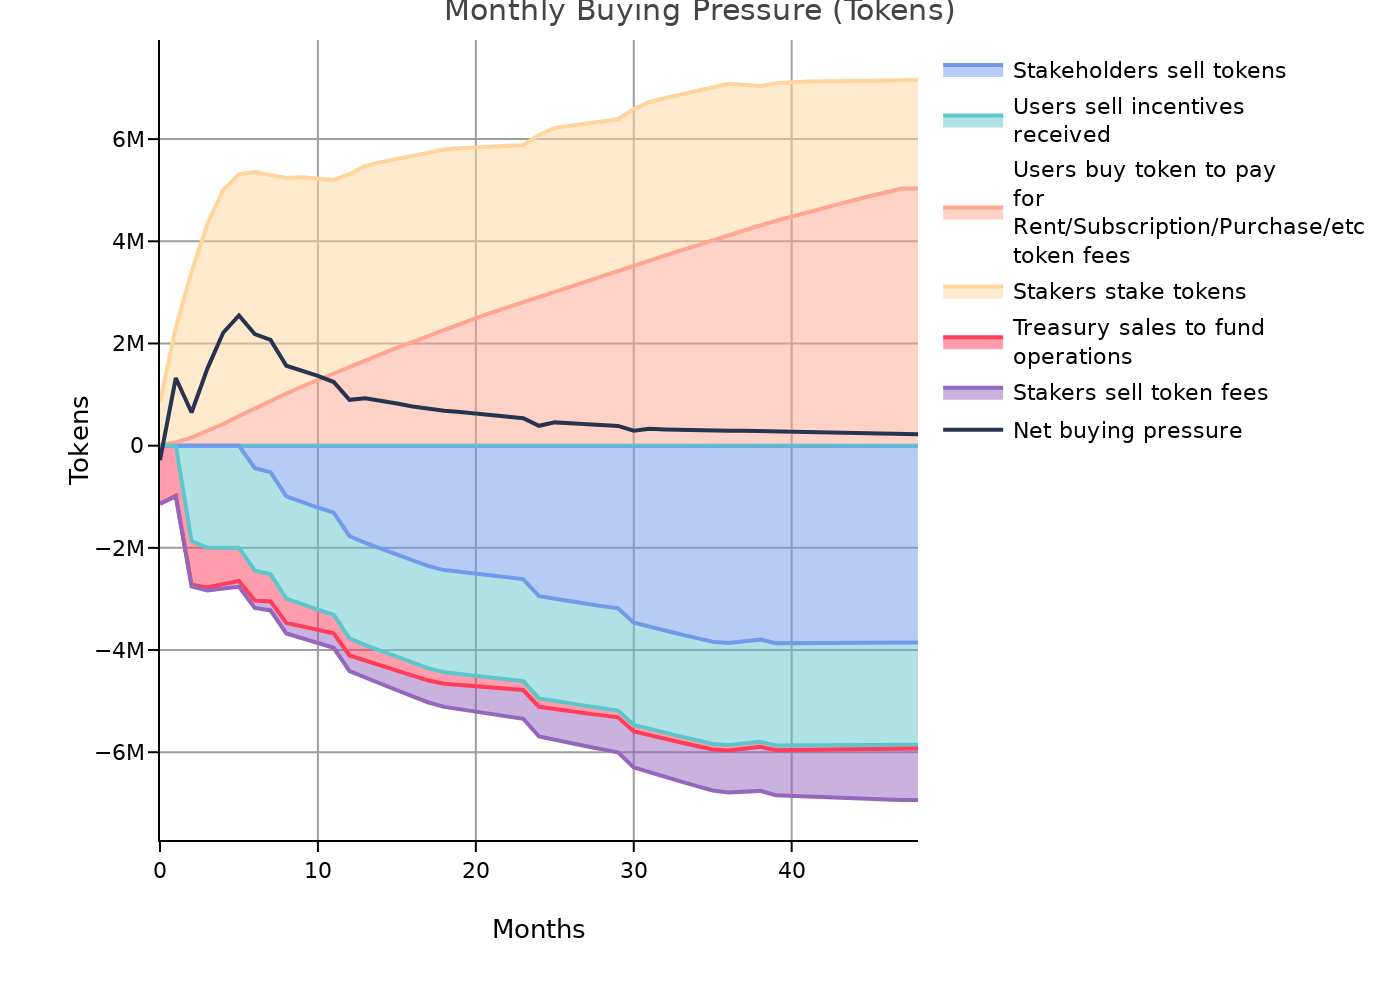 Monthly Buying Pressure (Tokens)
Tokens
6M
4M
2M
0
−2M
−4M
−6M
0
10
20
30
40
Months
Stakeholders sell tokens
Users sell incentives
received
Users buy token to pay
for
Rent/Subscription/Purchase/etc
token fees
Stakers stake tokens
Treasury sales to fund
operations
Stakers sell token fees
Net buying pressure